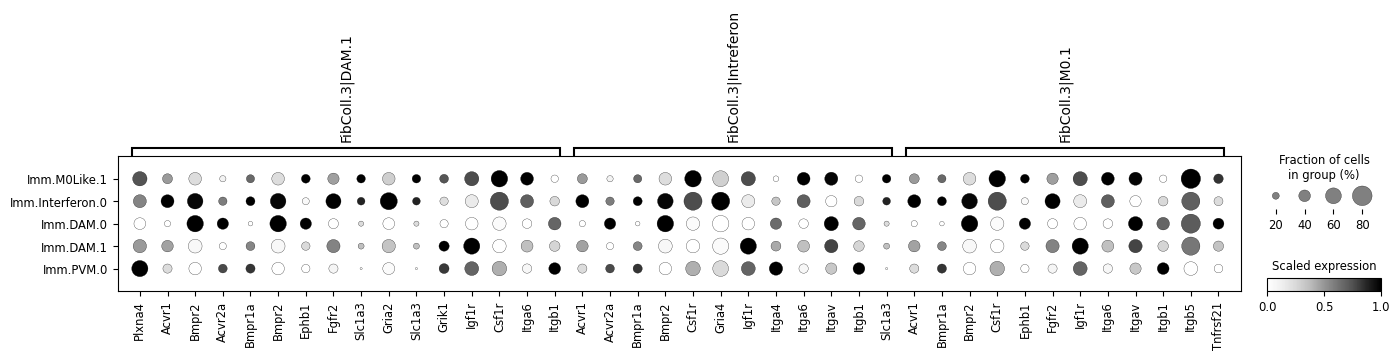 FibColl.3|DAM.1
FibColl.3|Intreferon
FibColl.3|M0.1
Imm.M0Like.1
Imm.Interferon.0
Imm.DAM.0
Imm.DAM.1
Imm.PVM.0
Plxna4 Acvr1 Bmpr2 Acvr2a Bmpr1a Bmpr2 Ephb1 Fgfr2 Slc1a3 Gria2 Slc1a3 Grik1 Igf1r Csf1r Itga6 Itgb1 Acvr1 Acvr2a Bmpr1a Bmpr2 Csf1r Gria4 Igf1r Itga4 Itga6 Itgav Itgb1 Slc1a3 Acvr1 Bmpr1a Bmpr2 Csf1r Ephb1 Fgfr2 Igf1r Itga6 Itgav Itgb1 Itgb5 Tnfrsf21
Fraction of cells
in group (%)
20 40 60 80
Scaled expression
0.0 0.5 1.0